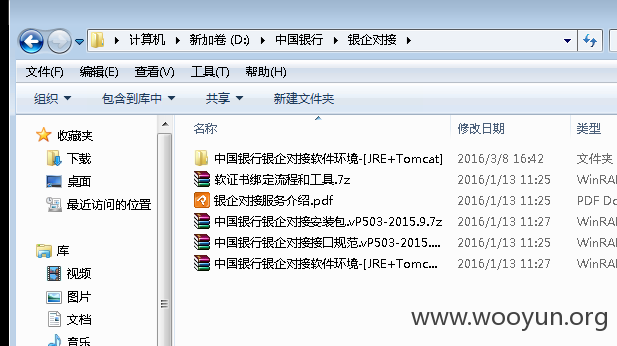 计算机 新加卷 (D:) 中国银行 银企对接
文件(F) 编辑(E) 查看(V) 工具(T) 帮助(H)
组织 包含到库中 共享 新建文件夹
收藏夹
下载
桌面
最近访问的位置
库
视频
图片
文档
音乐
名称 修改日期 类型
中国银行银企对接软件环境-[JRE+Tomcat] 2016/3/8 16:42 文件夹
软证书绑定流程和工具.7z 2016/1/13 11:25 WinRA
银企对接服务介绍.pdf 2016/1/13 11:25 PDF Do
中国银行银企对接安装包.vP503-2015.9.7z 2016/1/13 11:27 WinRA
中国银行银企对接接口规范.vP503-2015.... 2016/1/13 11:25 WinRA
中国银行银企对接软件环境-[JRE+Tomc... 2016/1/13 11:27 WinRA
www.wooyun.org